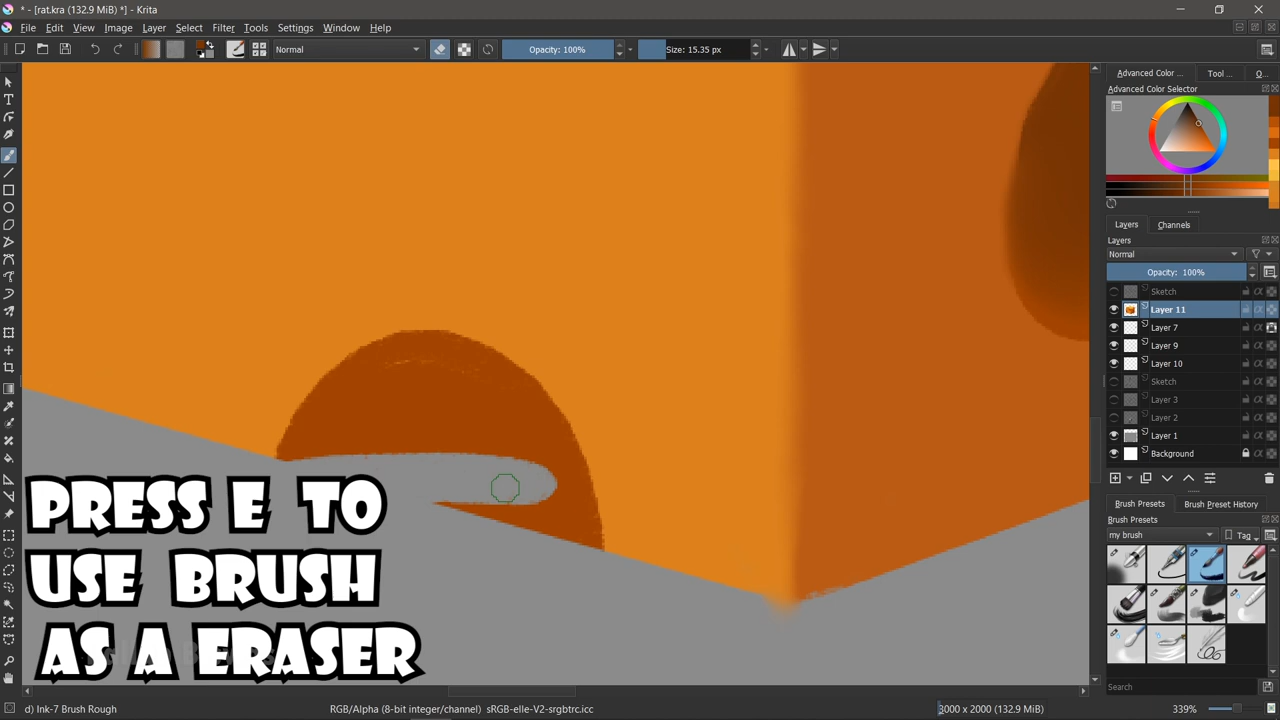 * - [rat.kra (132.9 MiB) *] - Krita
File Edit View Image Layer Select Filter Tools Settings Window Help
Normal Opacity: 100% Size: 15.35 px
Advanced Color ... Tool ... O...
Advanced Color Selector
Layers Channels
Layers
Normal
Opacity: 100%
Sketch
Layer 11
Layer 7
Layer 9
Layer 10
Sketch
Layer 3
Layer 2
Layer 1
Background
Brush Presets Brush Preset History
Brush Presets
my brush Tag
Search
PRESS E TO
USE BRUSH
AS A ERASER
d) Ink-7 Brush Rough RGB/Alpha (8-bit integer/channel) sRGB-elle-V2-srgbtrc.icc 3000 x 2000 (132.9 MiB) 339%